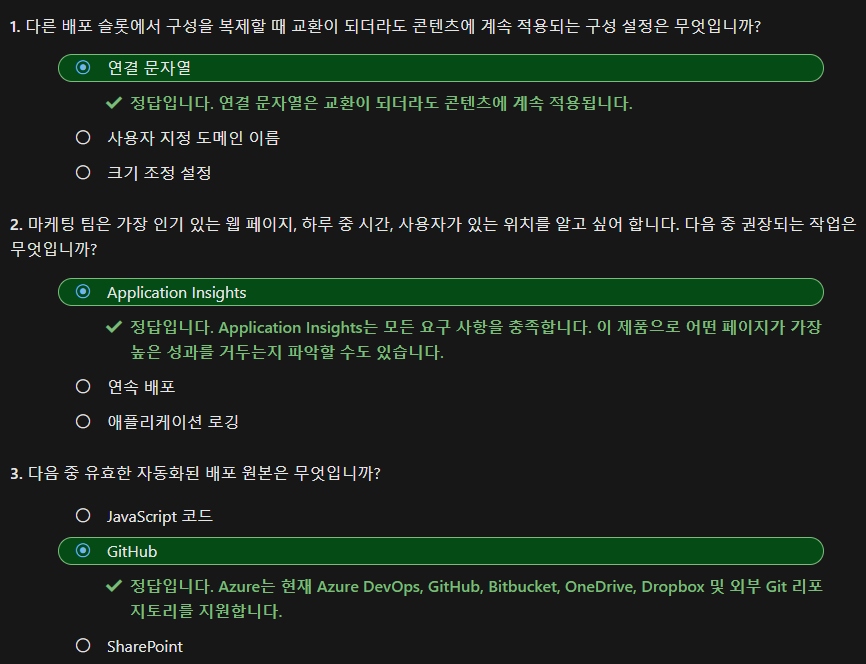 1. 다른 배포 슬롯에서 구성을 복제할 때 교환이 되더라도 콘텐츠에 계속 적용되는 구성 설정은 무엇입니까?
연결 문자열
정답입니다. 연결 문자열은 교환이 되더라도 콘텐츠에 계속 적용됩니다.
사용자 지정 도메인 이름
크기 조정 설정
2. 마케팅 팀은 가장 인기 있는 웹 페이지, 하루 중 시간, 사용자가 있는 위치를 알고 싶어 합니다. 다음 중 권장되는 작업은
무엇입니까?
Application Insights
정답입니다. Application Insights는 모든 요구 사항을 충족합니다. 이 제품으로 어떤 페이지가 가장
높은 성과를 거두는지 파악할 수도 있습니다.
연속 배포
애플리케이션 로깅
3. 다음 중 유효한 자동화된 배포 원본은 무엇입니까?
JavaScript 코드
GitHub
정답입니다. Azure는 현재 Azure DevOps, GitHub, Bitbucket, OneDrive, Dropbox 및 외부 Git 리포
지토리를 지원합니다.
SharePoint